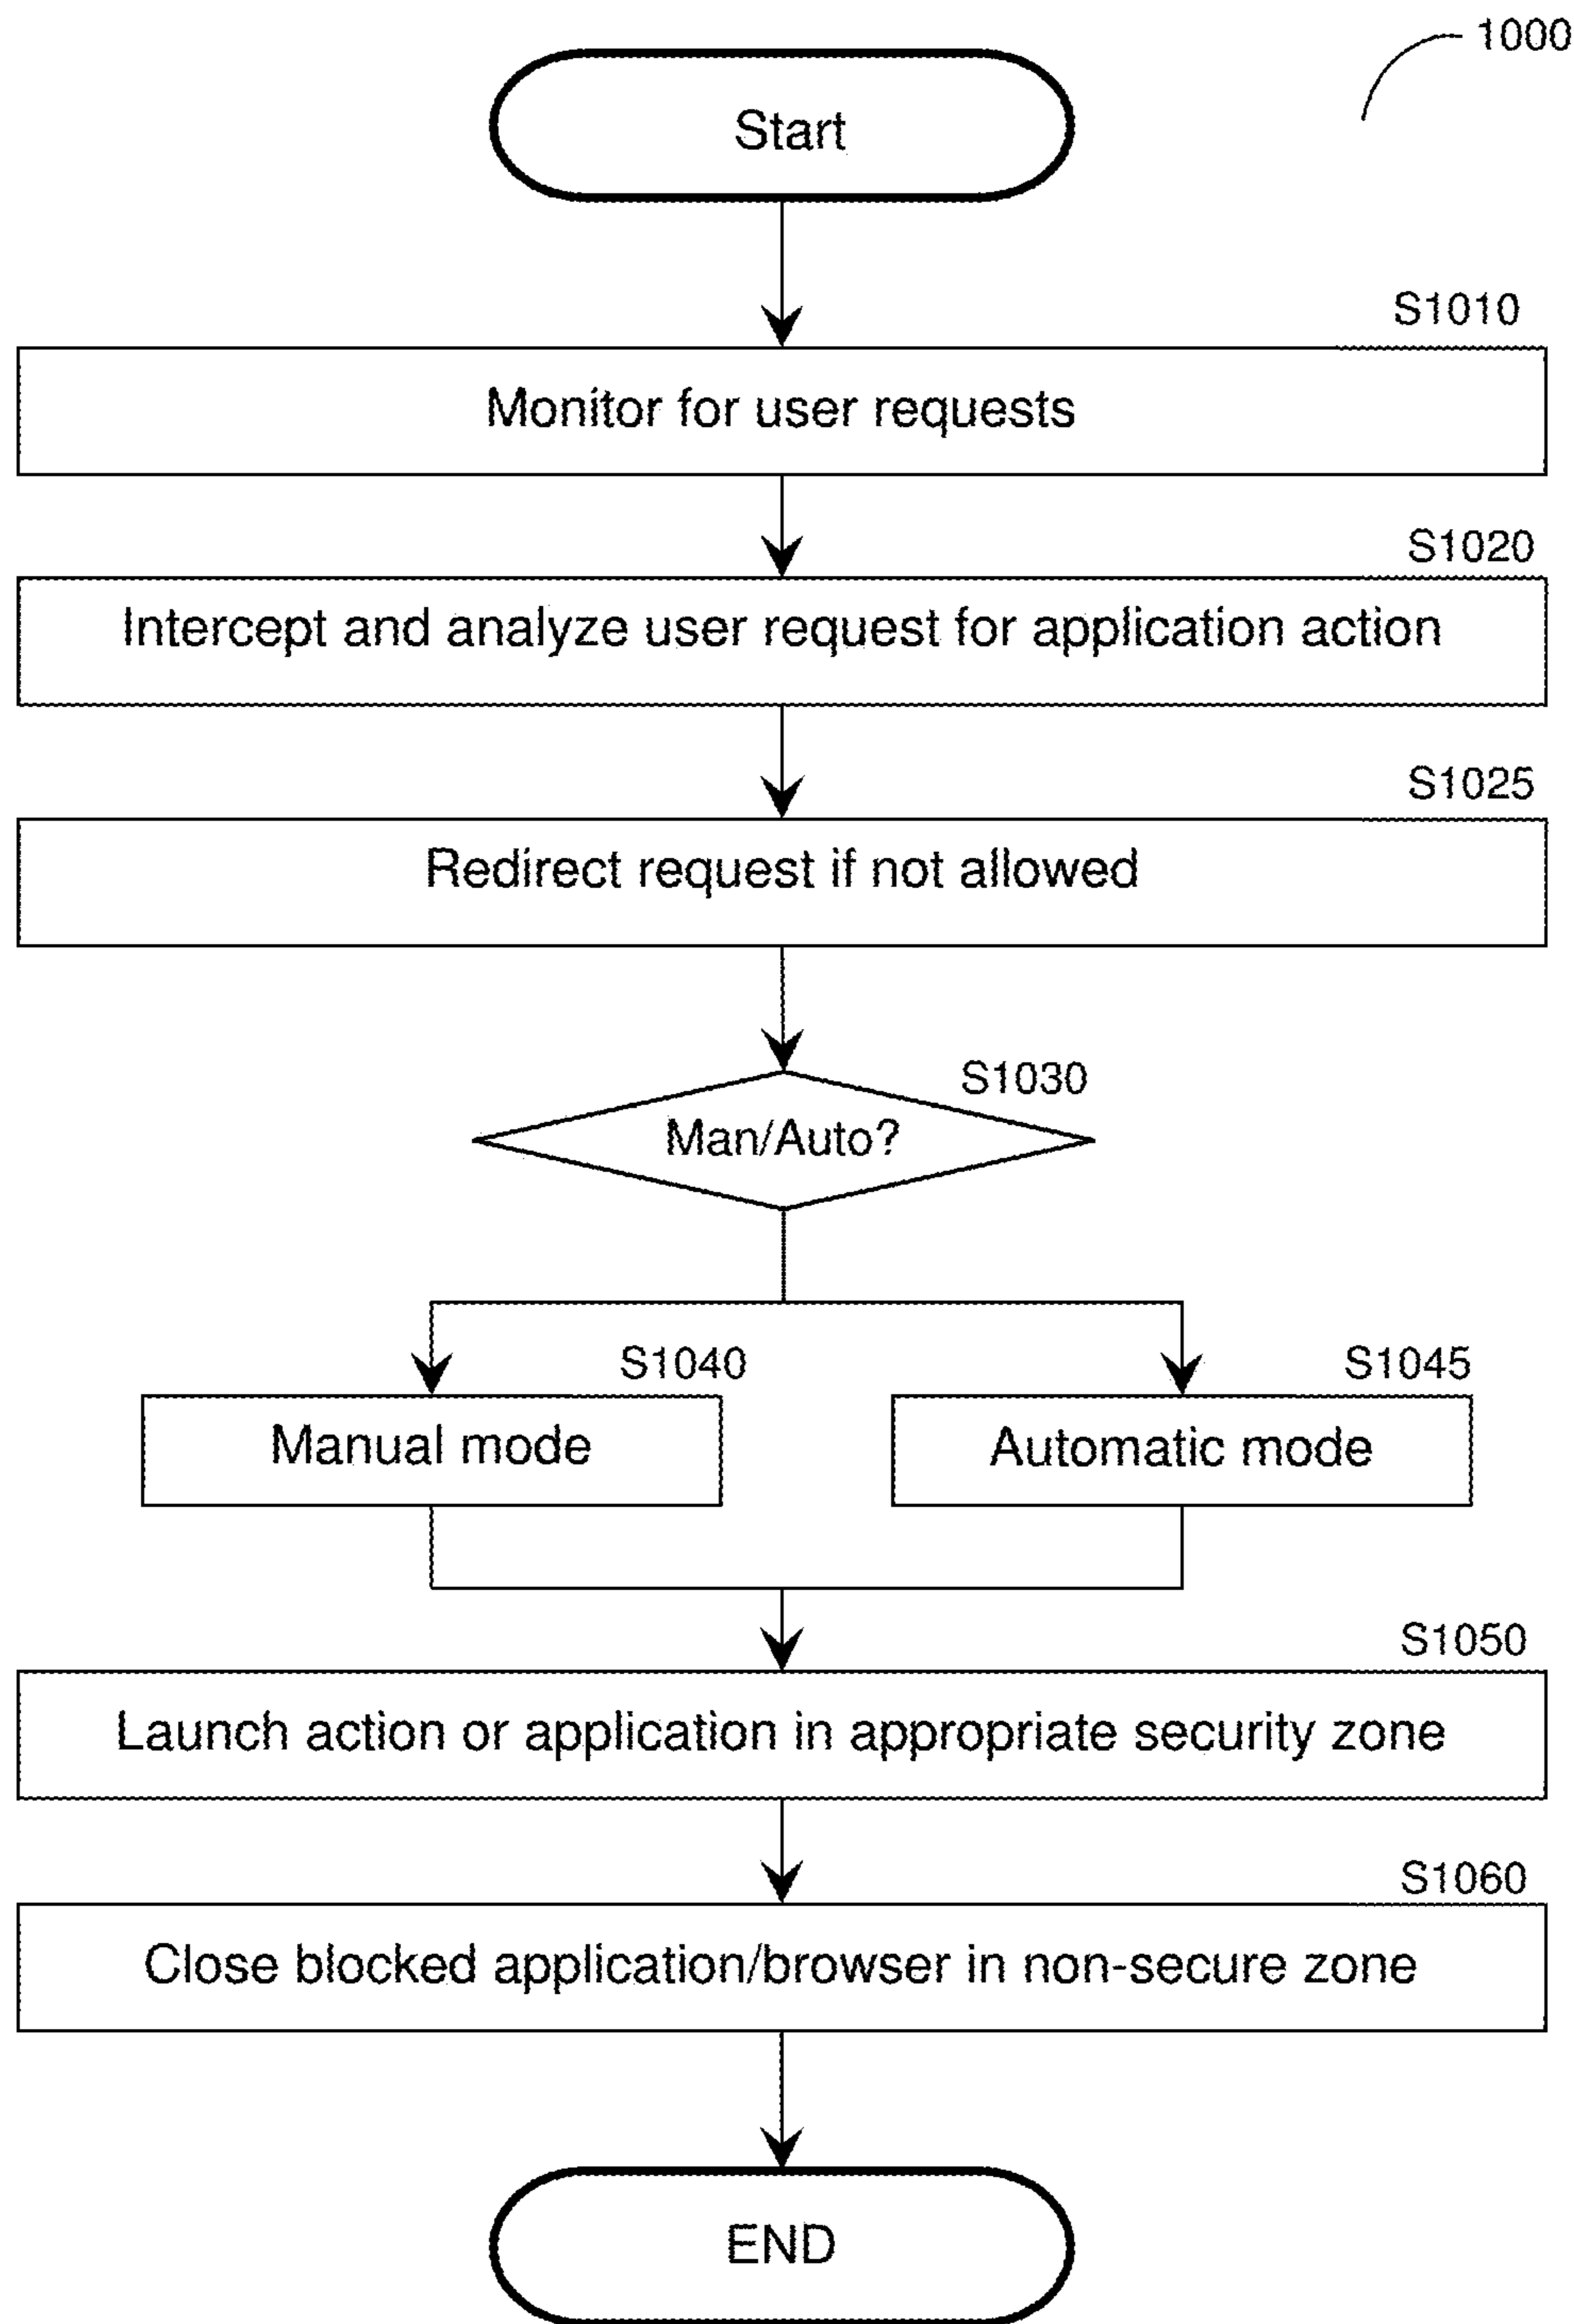 1000
Start
S1010
Monitor for user requests
S1020
Intercept and analyze user request for application action
S1025
Redirect request if not allowed
S1030
Man/Auto?
S1040
Manual mode
S1045
Automatic mode
S1050
Launch action or application in appropriate security zone
S1060
Close blocked application/browser in non-secure zone
END